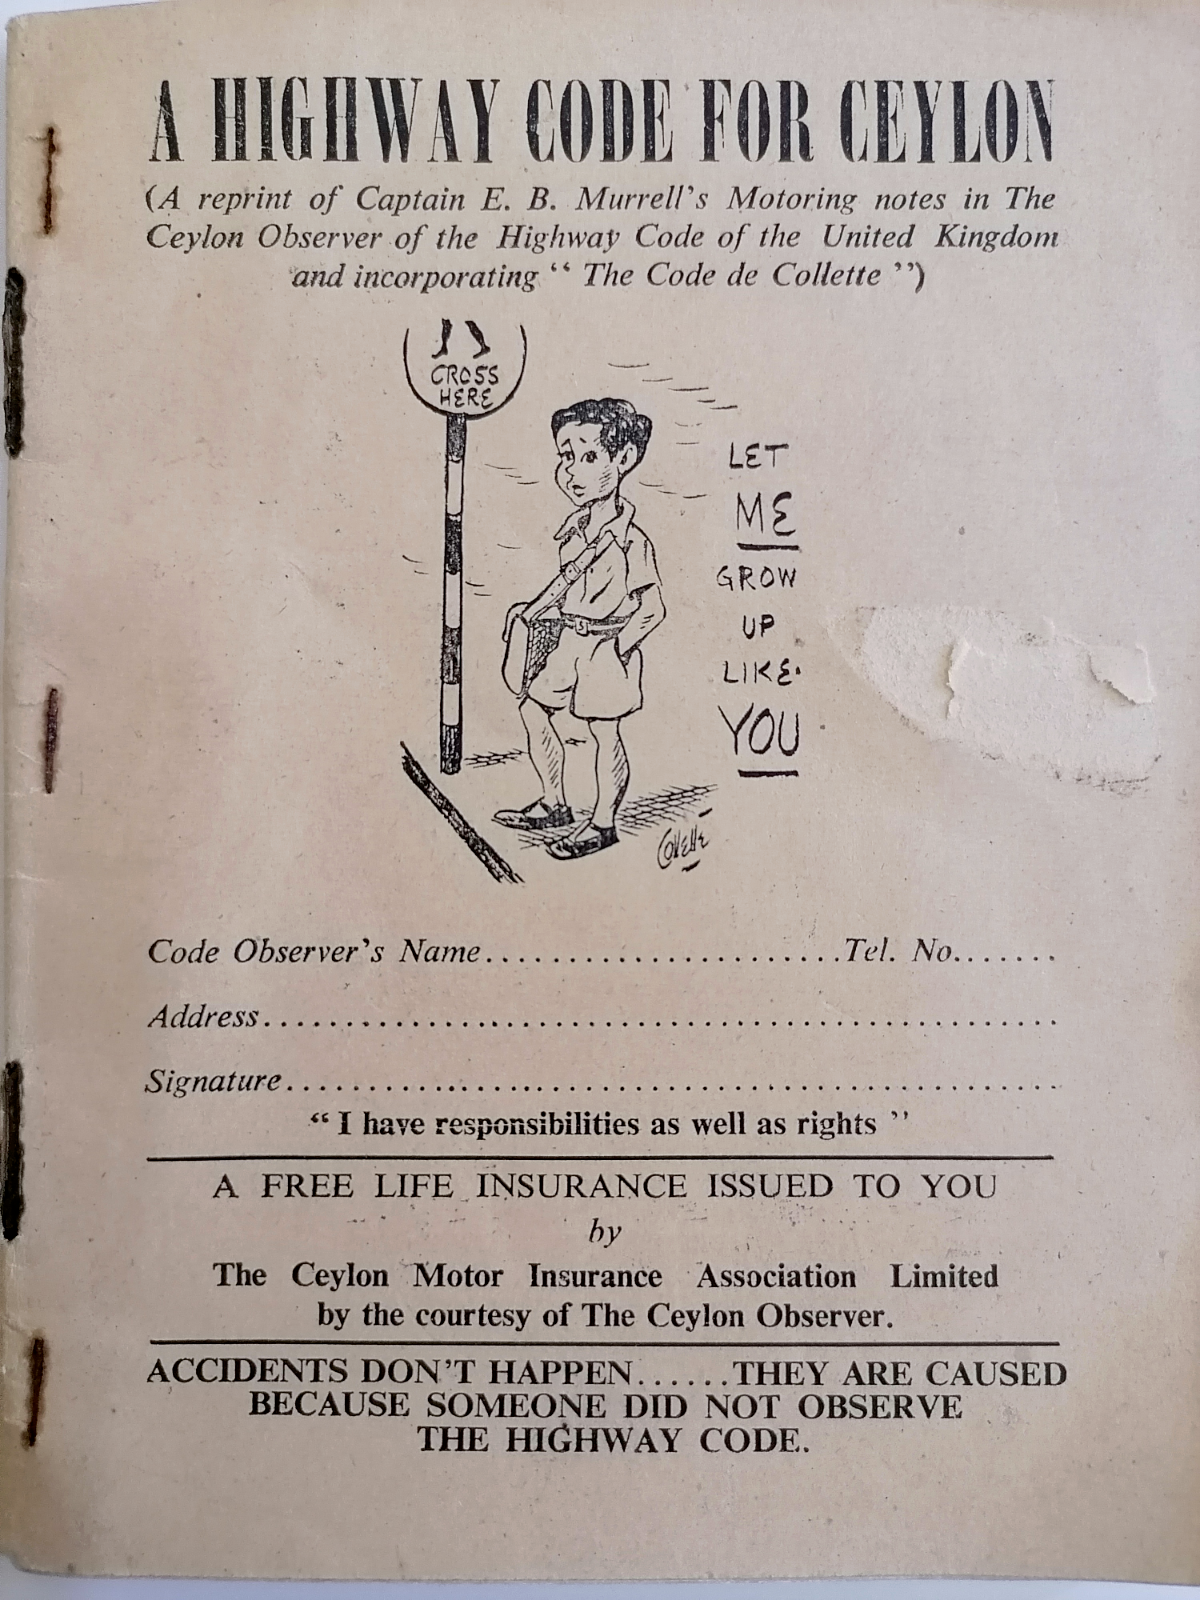 A HIGHWAY CODE FOR CEYLON
(A reprint of Captain E. B. Murrell's Motoring notes in The
Ceylon Observer of the Highway Code of the United Kingdom
and incorporating “ The Code de Collette ”)
CROSS
HERE
LET
ME
GROW
UP
LIKE
YOU
Collette
Code Observer's Name........................Tel. No.......
Address................................................
Signature..............................................
“ I have responsibilities as well as rights ”
A FREE LIFE INSURANCE ISSUED TO YOU
by
The Ceylon Motor Insurance Association Limited
by the courtesy of The Ceylon Observer.
ACCIDENTS DON'T HAPPEN......THEY ARE CAUSED
BECAUSE SOMEONE DID NOT OBSERVE
THE HIGHWAY CODE.